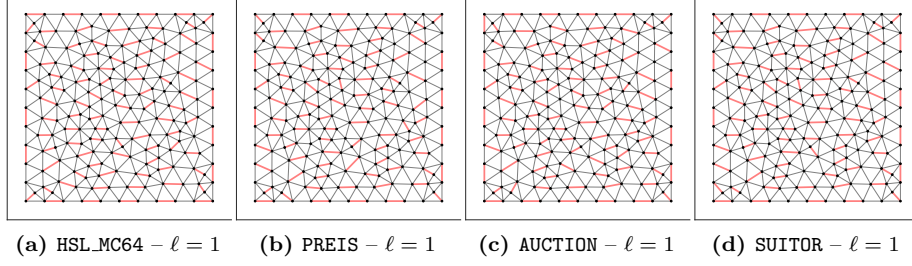 (a) HSL_MC64 – ℓ = 1
(b) PREIS – ℓ = 1
(c) AUCTION – ℓ = 1
(d) SUITOR – ℓ = 1